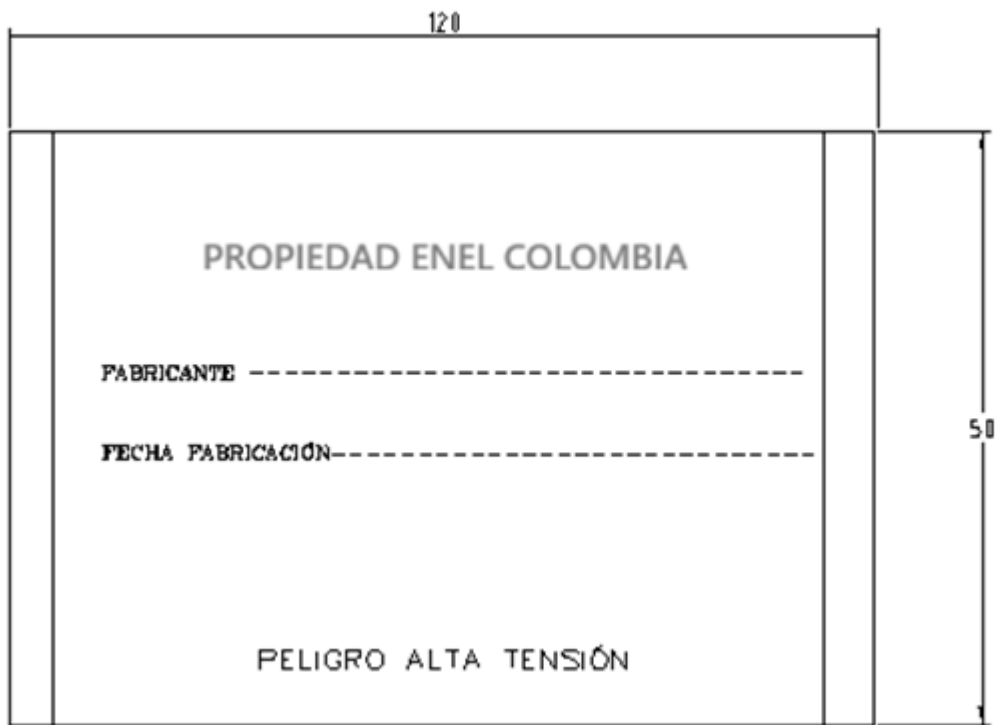 120
PROPIEDAD ENEL COLOMBIA
FABRICANTE --------------------------------
50
FECHA FABRICACIÓN----------------------------
PELIGRO ALTA TENSIÓN